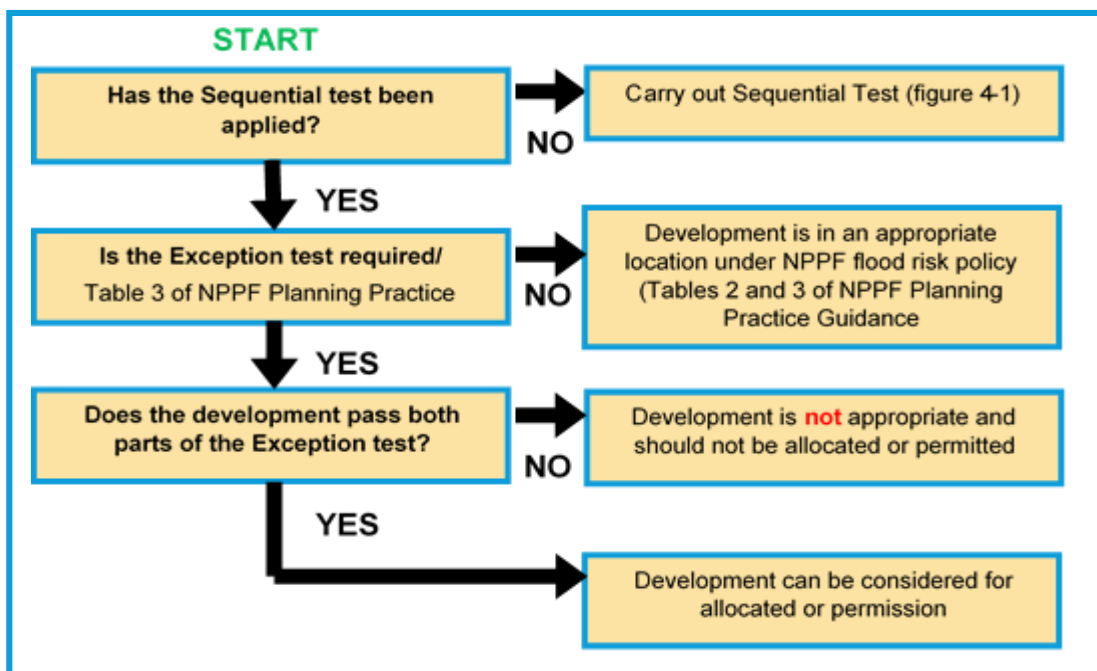 START
Has the Sequential test been
applied?
NO
Carry out Sequential Test (figure 4-1)
YES
Is the Exception test required/
Table 3 of NPPF Planning Practice
NO
Development is in an appropriate
location under NPPF flood risk policy
(Tables 2 and 3 of NPPF Planning
Practice Guidance
YES
Does the development pass both
parts of the Exception test?
NO
Development is not appropriate and
should not be allocated or permitted
YES
Development can be considered for
allocated or permission